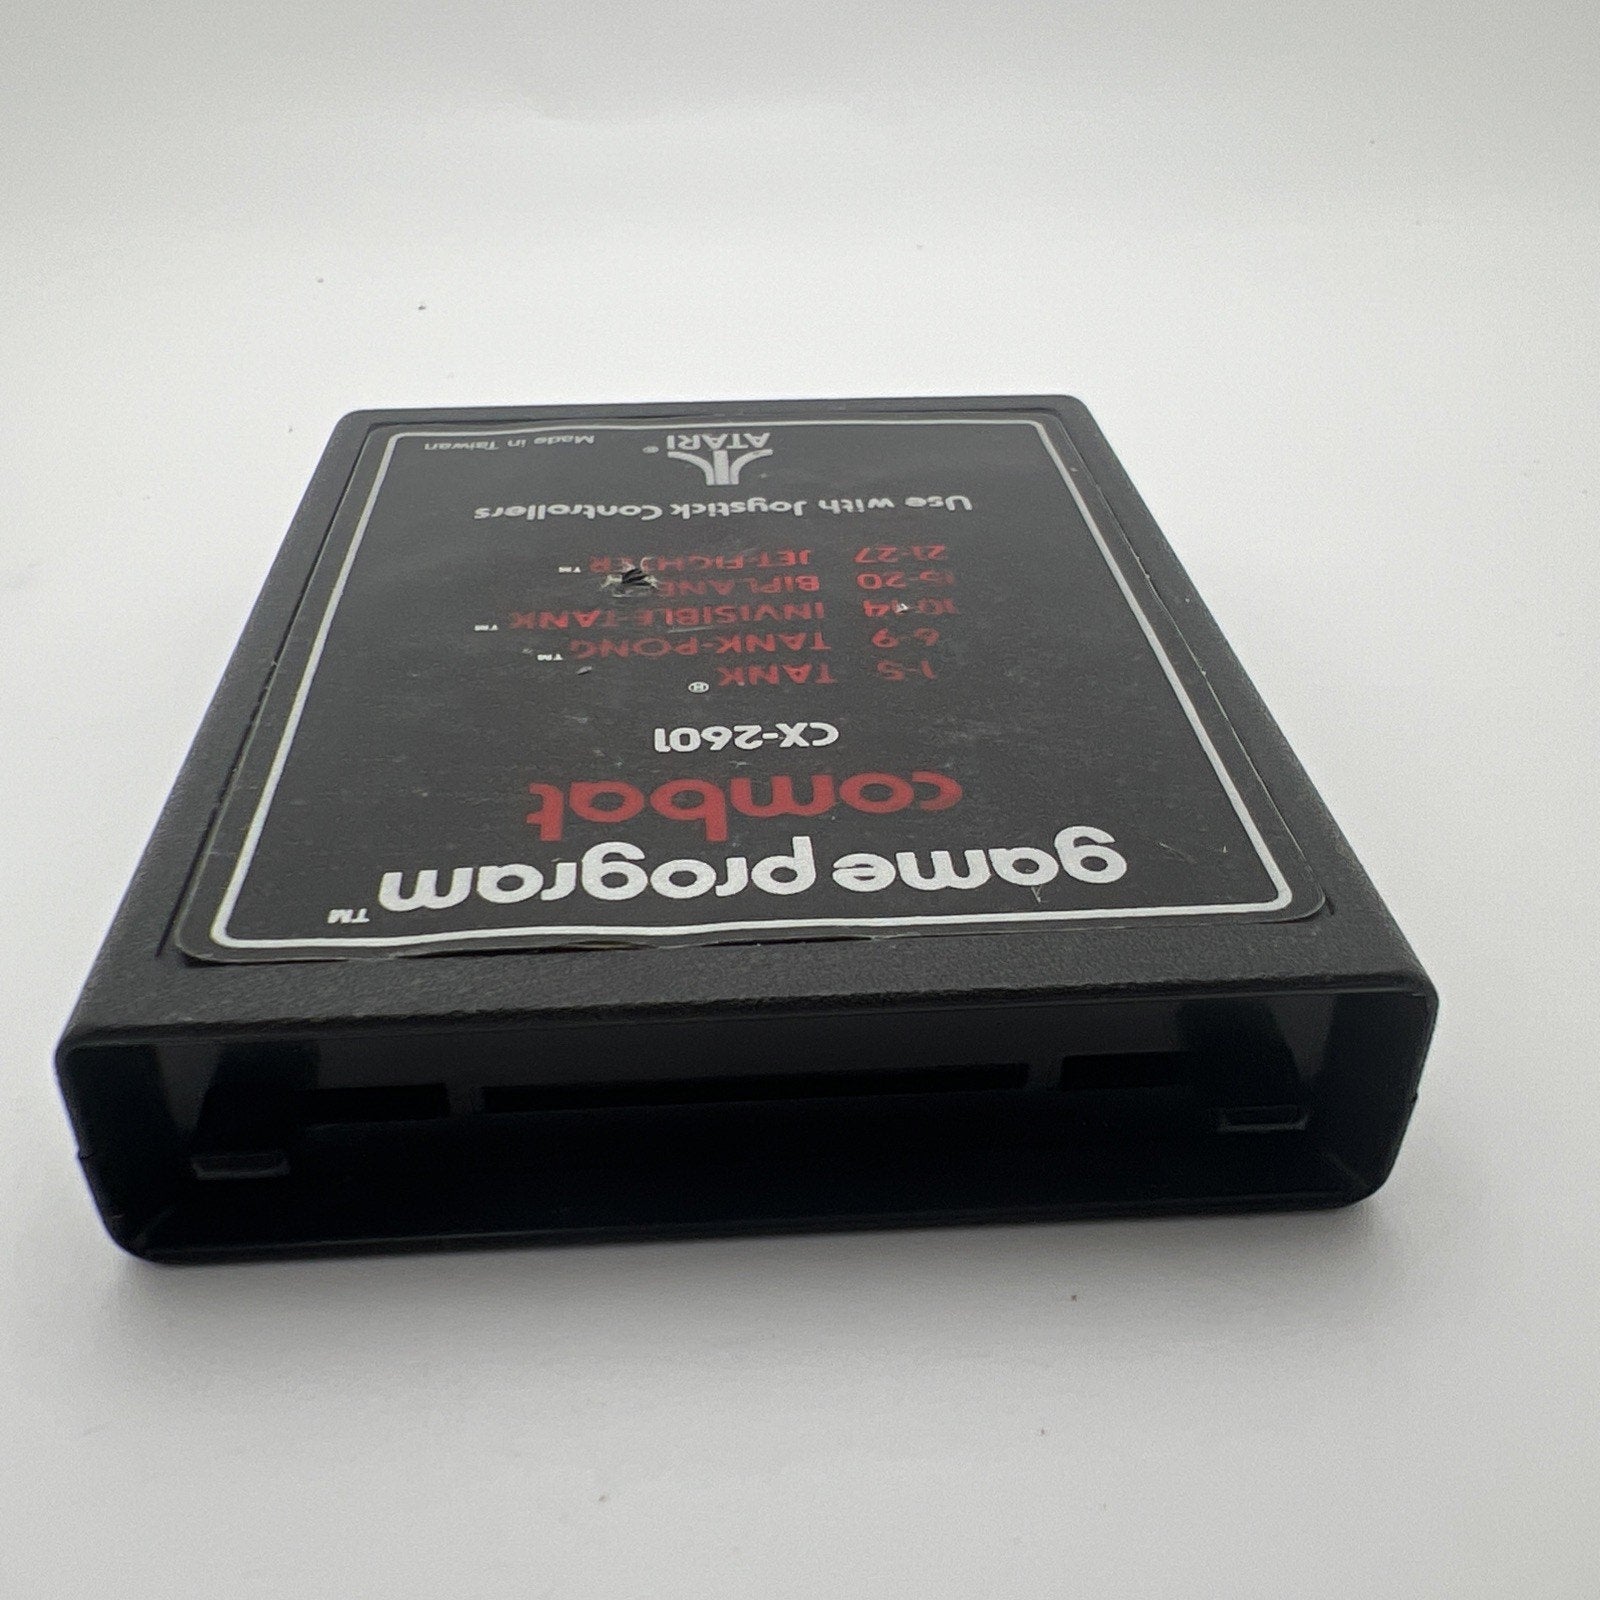 game program™
combat
CX-2601
1-5 TANK®
6-9 TANK-PONG™
10-14 INVISIBLE-TANK™
15-20 BIPLANE
21-27 JET-FIGHTER™
Use with Joystick Controllers
ATARI®
Made in Taiwan